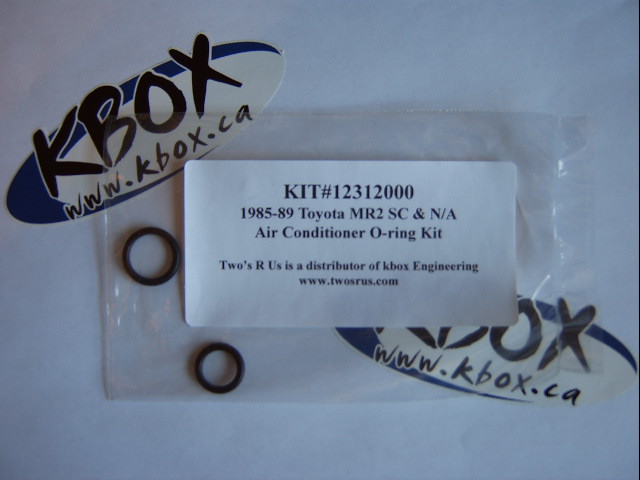 KBOX
www.kbox.ca
KIT#12312000
1985-89 Toyota MR2 SC & N/A
Air Conditioner O-ring Kit
Two's R Us is a distributor of kbox Engineering
www.twosrus.com
KBOX
www.kbox.ca